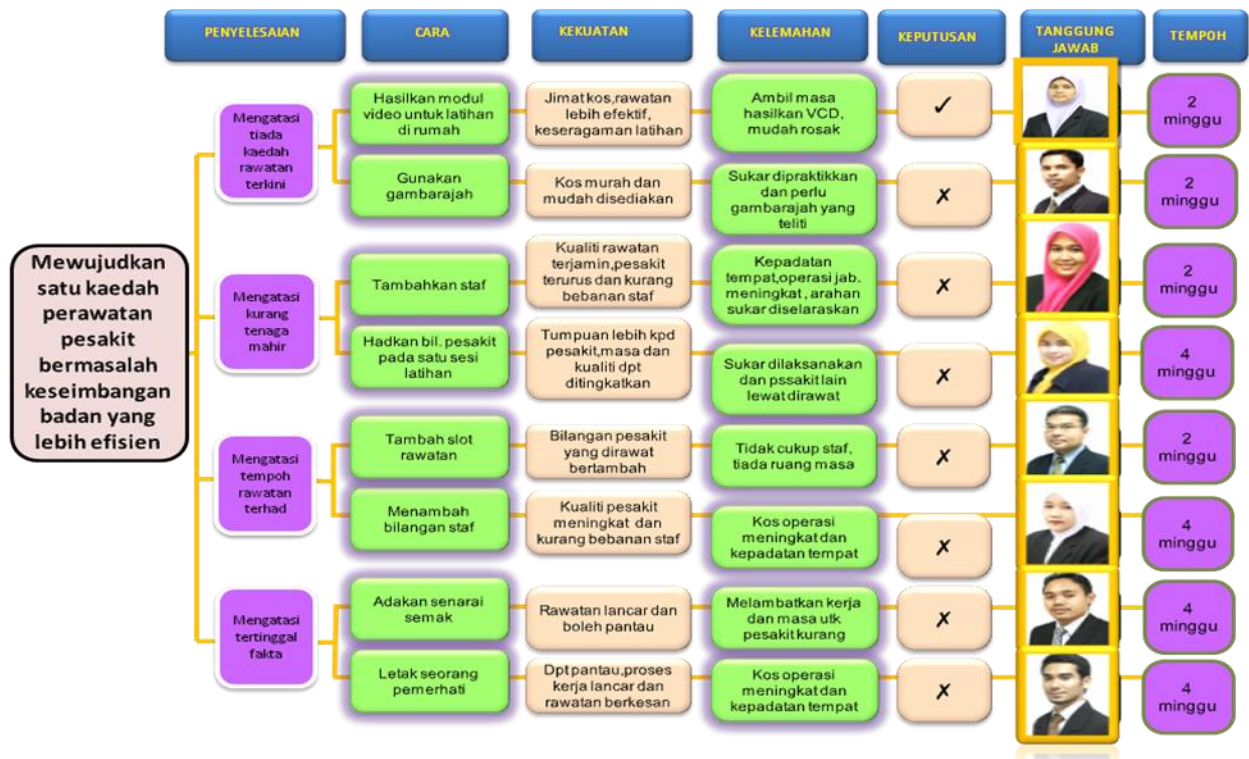 PENYELESAIAN
CARA
KEKUATAN
KELEMAHAN
KEPUTUSAN
TANGGUNG
JAWAB
TEMPOH
Mewujudkan
satu kaedah
perawatan
pesakit
bermasalah
keseimbangan
badan yang
lebih efisien
Mengatasi
tiada
kaedah
rawatan
terkini
Hasilkan modul
video untuk latihan
di rumah
Jimat kos,rawatan
lebih efektif,
keseragaman latihan
Ambil masa
hasilkan VCD,
mudah rosak
✓
2
minggu
Gunakan
gambarajah
Kos murah dan
mudah disediakan
Sukar dipraktikkan
dan perlu
gambarajah yang
teliti
✗
2
minggu
Mengatasi
kurang
tenaga
mahir
Tambahkan staf
Kualiti rawatan
terjamin,pesakit
terurus dan kurang
bebanan staf
Kepadatan
tempat,operasi jab.
meningkat , arahan
sukar diselaraskan
✗
2
minggu
Hadkan bil. pesakit
pada satu sesi
latihan
Tumpuan lebih kpd
pesakit,masa dan
kualiti dpt
ditingkatkan
Sukar dilaksanakan
dan pssakit lain
lewat dirawat
✗
4
minggu
Mengatasi
tempoh
rawatan
terhad
Tambah slot
rawatan
Bilangan pesakit
yang dirawat
bertambah
Tidak cukup staf,
tiada ruang masa
✗
2
minggu
Menambah
bilangan staf
Kualiti pesakit
meningkat dan
kurang bebanan staf
Kos operasi
meningkat dan
kepadatan tempat
✗
4
minggu
Mengatasi
tertinggal
fakta
Adakan senarai
semak
Rawatan lancar dan
boleh pantau
Melambatkan kerja
dan masa utk
pesakit kurang
✗
4
minggu
Letak seorang
pemerhati
Dpt pantau,proses
kerja lancar dan
rawatan berkesan
Kos operasi
meningkat dan
kepadatan tempat
✗
4
minggu